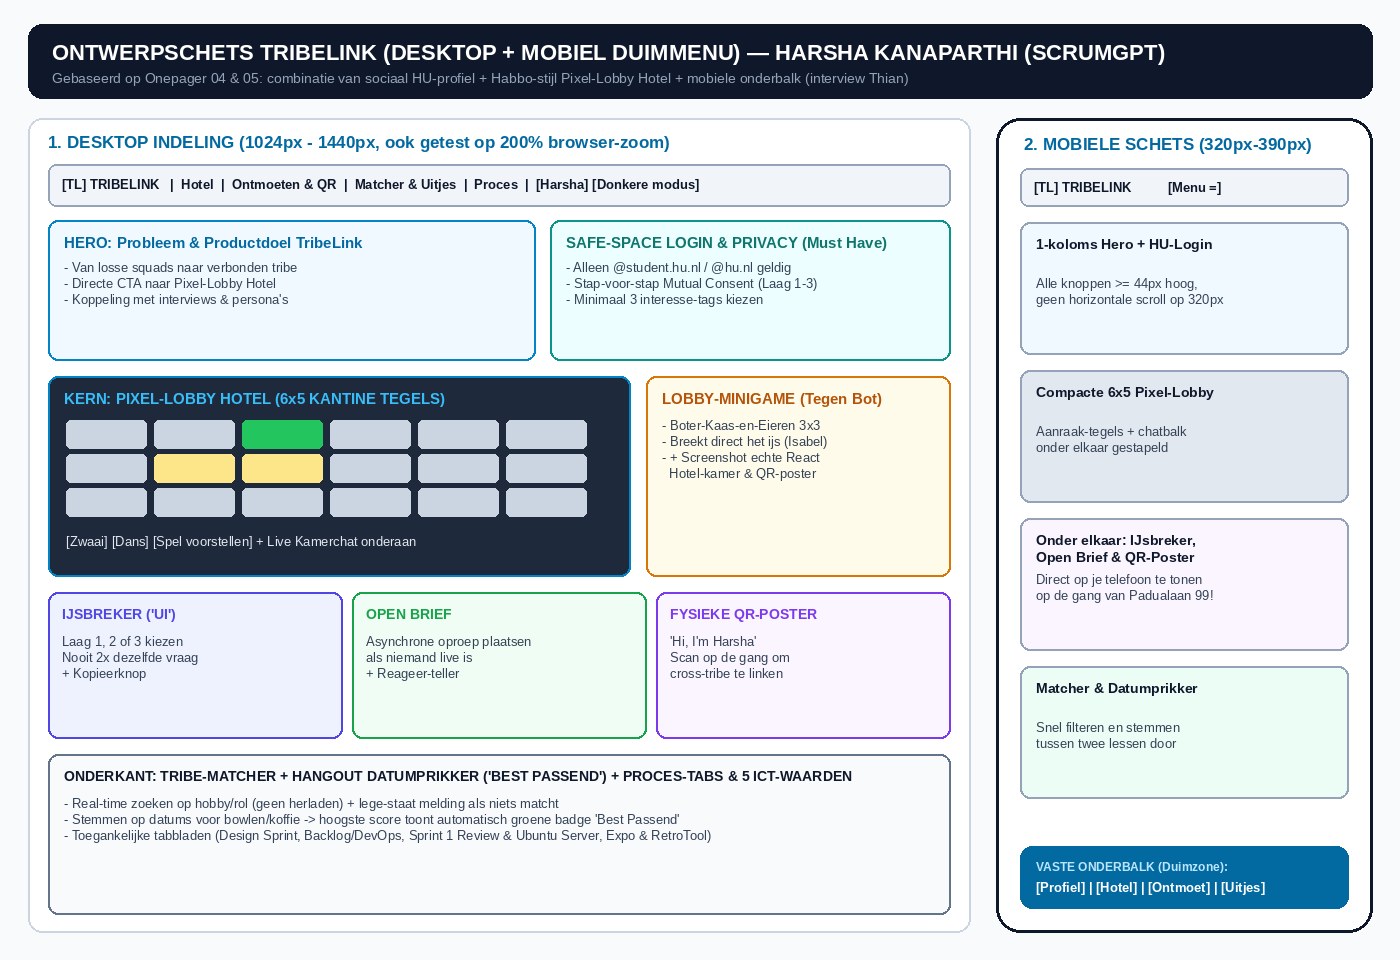 ONTWERPSCHETS TRIBELINK (DESKTOP + MOBIEL DUIMMENU) — HARSHA KANAPARTHI (SCRUMGPT)
Gebaseerd op Onepager 04 & 05: combinatie van sociaal HU-profiel + Habbo-stijl Pixel-Lobby Hotel + mobiele onderbalk (interview Thian)
1. DESKTOP INDELING (1024px - 1440px, ook getest op 200% browser-zoom)
[TL] TRIBELINK | Hotel | Ontmoeten & QR | Matcher & Uitjes | Proces | [Harsha] [Donkere modus]
HERO: Probleem & Productdoel TribeLink
- Van losse squads naar verbonden tribe
- Directe CTA naar Pixel-Lobby Hotel
- Koppeling met interviews & persona's
SAFE-SPACE LOGIN & PRIVACY (Must Have)
- Alleen @student.hu.nl / @hu.nl geldig
- Stap-voor-stap Mutual Consent (Laag 1-3)
- Minimaal 3 interesse-tags kiezen
KERN: PIXEL-LOBBY HOTEL (6x5 KANTINE TEGELS)
[Zwaai] [Dans] [Spel voorstellen] + Live Kamerchat onderaan
LOBBY-MINIGAME (Tegen Bot)
- Boter-Kaas-en-Eieren 3x3
- Breekt direct het ijs (Isabel)
- + Screenshot echte React
Hotel-kamer & QR-poster
IJSBREKER ('UI')
Laag 1, 2 of 3 kiezen
Nooit 2x dezelfde vraag
+ Kopieerknop
OPEN BRIEF
Asynchrone oproep plaatsen
als niemand live is
+ Reageer-teller
FYSIEKE QR-POSTER
'Hi, I'm Harsha'
Scan op de gang om
cross-tribe te linken
ONDERKANT: TRIBE-MATCHER + HANGOUT DATUMPRIKKER ('BEST PASSEND') + PROCES-TABS & 5 ICT-WAARDEN
- Real-time zoeken op hobby/rol (geen herladen) + lege-staat melding als niets matcht
- Stemmen op datums voor bowlen/koffie -> hoogste score toont automatisch groene badge 'Best Passend'
- Toegankelijke tabbladen (Design Sprint, Backlog/DevOps, Sprint 1 Review & Ubuntu Server, Expo & RetroTool)
2. MOBIELE SCHETS (320px-390px)
[TL] TRIBELINK [Menu =]
1-koloms Hero + HU-Login
Alle knoppen >= 44px hoog,
geen horizontale scroll op 320px
Compacte 6x5 Pixel-Lobby
Aanraak-tegels + chatbalk
onder elkaar gestapeld
Onder elkaar: IJsbreker,
Open Brief & QR-Poster
Direct op je telefoon te tonen
op de gang van Padualaan 99!
Matcher & Datumprikker
Snel filteren en stemmen
tussen twee lessen door
VASTE ONDERBALK (Duimzone):
[Profiel] | [Hotel] | [Ontmoet] | [Uitjes]